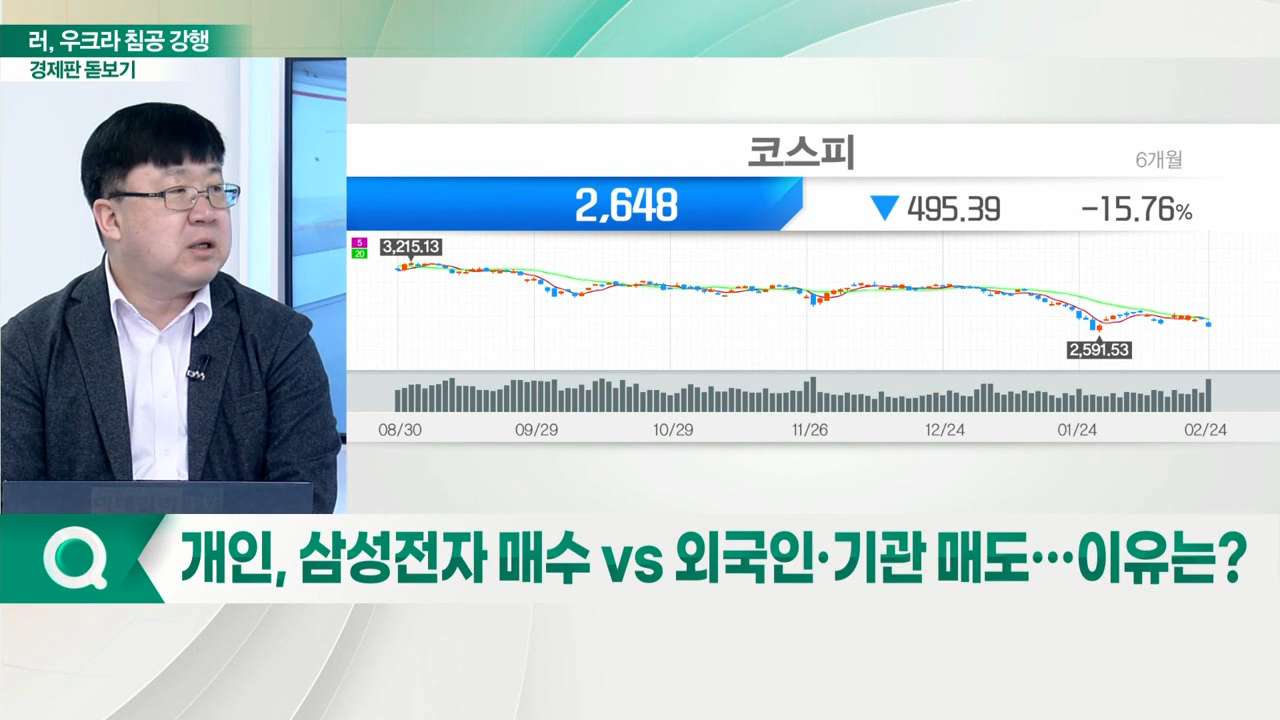 러, 우크라 침공 강행
경제판 돋보기
코스피
6개월
2,648
▼ 495.39
-15.76%
5
20
3,215.13
2,591.53
08/30
09/29
10/29
11/26
12/24
01/24
02/24
개인, 삼성전자 매수 vs 외국인·기관 매도…이유는?